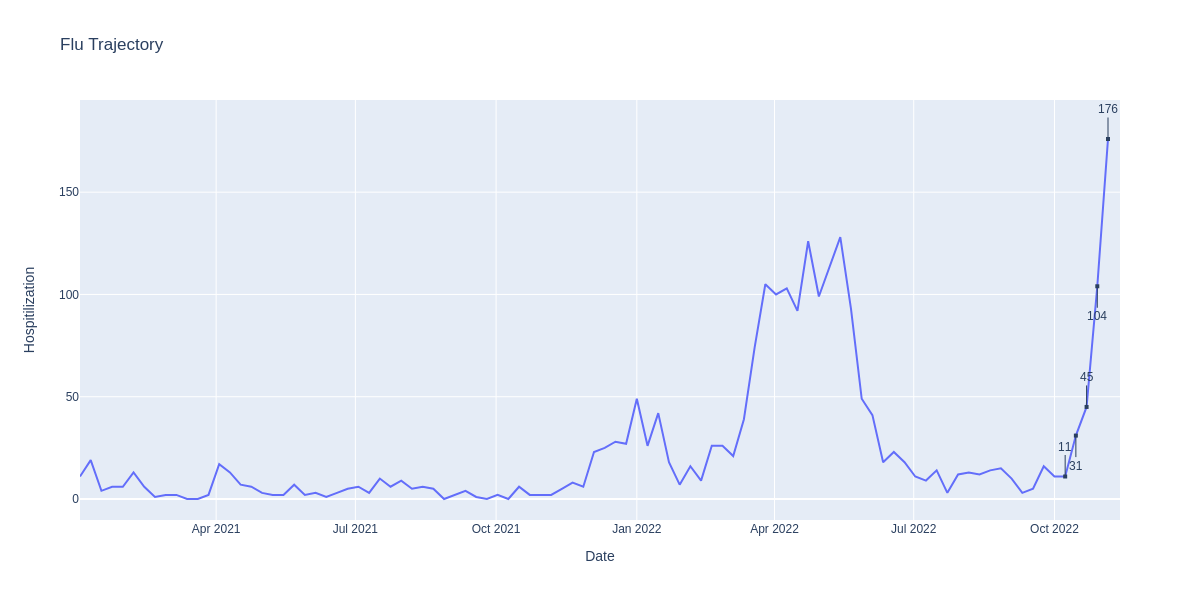 Flu Trajectory
176
150
Hospitilization
100
104
50
45
11
31
0
Apr 2021
Jul 2021
Oct 2021
Jan 2022
Apr 2022
Jul 2022
Oct 2022
Date